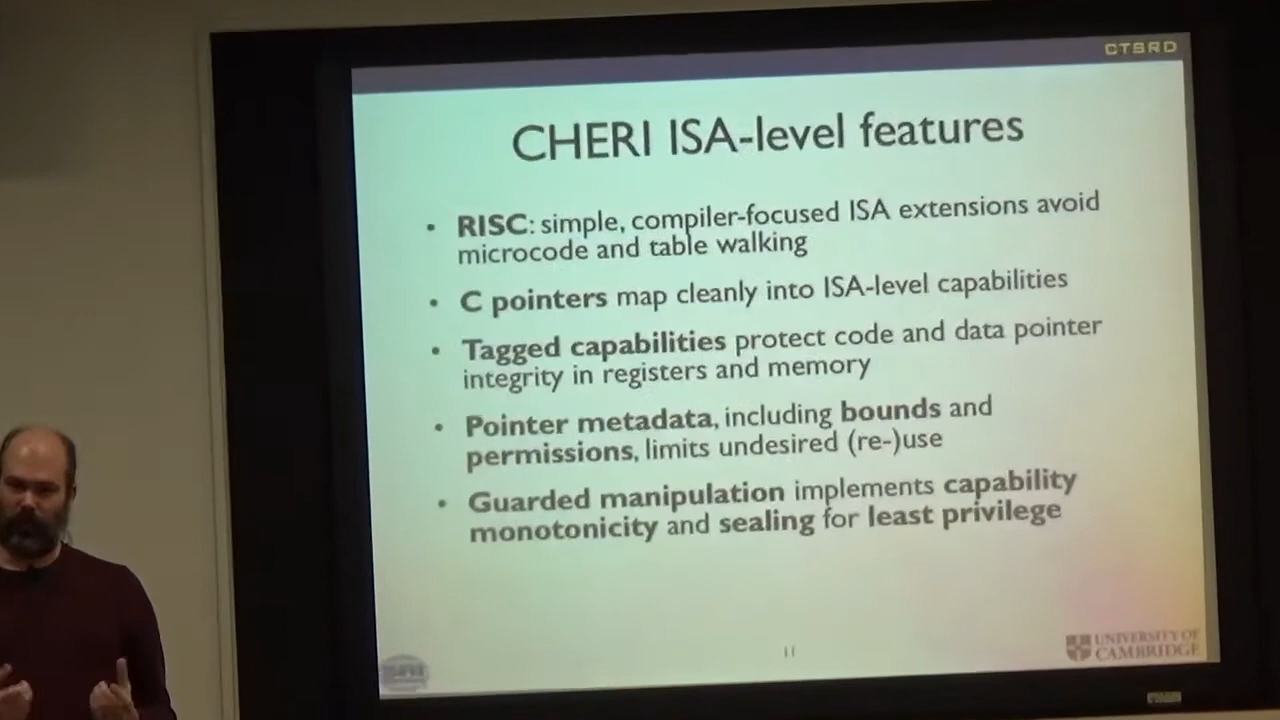 CTSRD
CHERI ISA-level features
• RISC: simple, compiler-focused ISA extensions avoid
microcode and table walking
• C pointers map cleanly into ISA-level capabilities
• Tagged capabilities protect code and data pointer
integrity in registers and memory
• Pointer metadata, including bounds and
permissions, limits undesired (re-)use
• Guarded manipulation implements capability
monotonicity and sealing for least privilege
11
UNIVERSITY OF
CAMBRIDGE